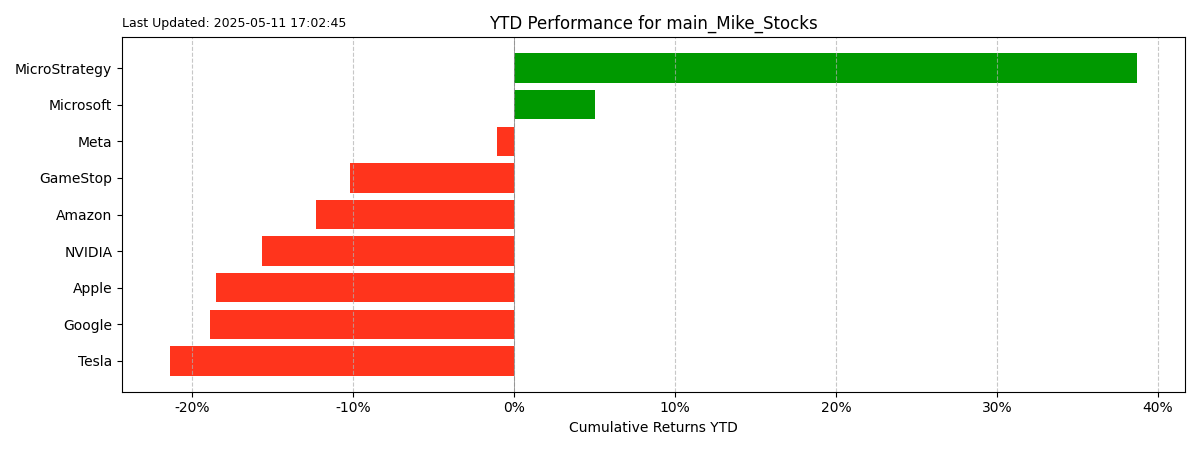 Last Updated: 2025-05-11 17:02:45
YTD Performance for main_Mike_Stocks
MicroStrategy
Microsoft
Meta
GameStop
Amazon
NVIDIA
Apple
Google
Tesla
-20% -10% 0% 10% 20% 30% 40%
Cumulative Returns YTD